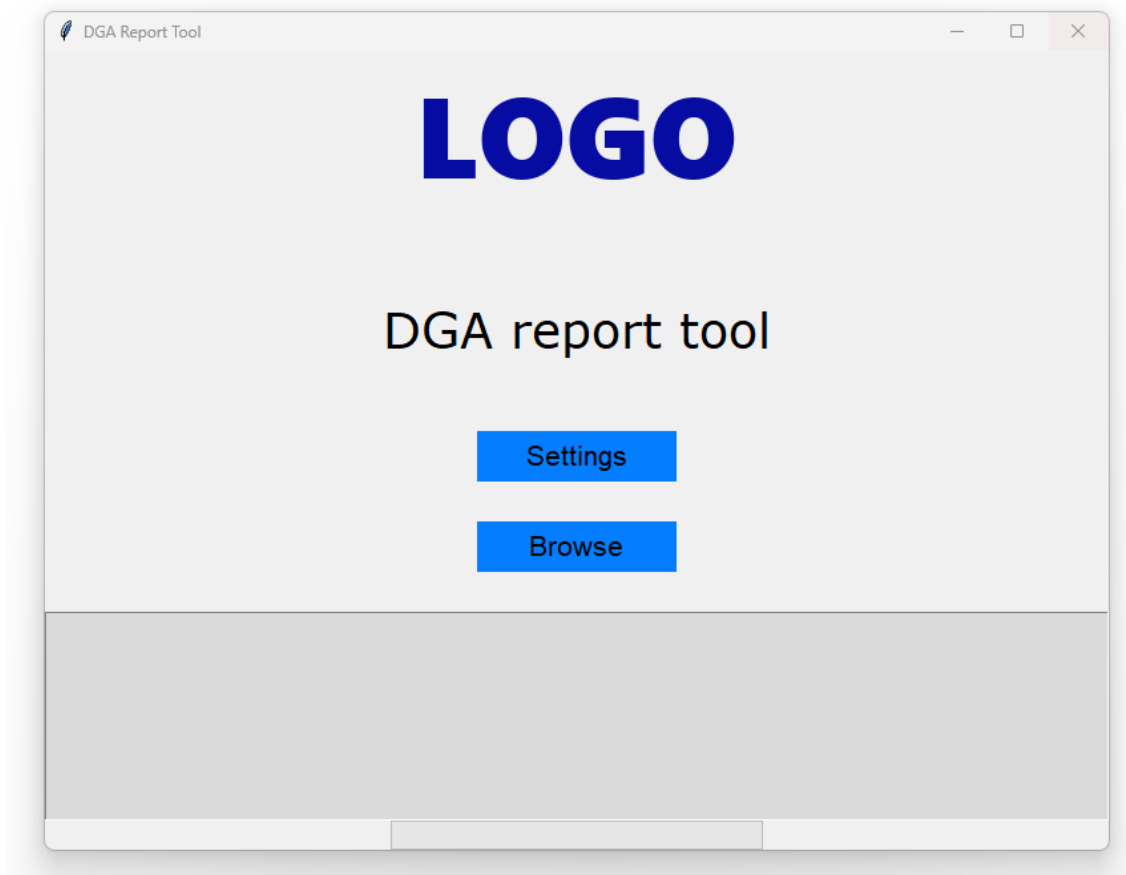 DGA Report Tool
LOGO
DGA report tool
Settings
Browse